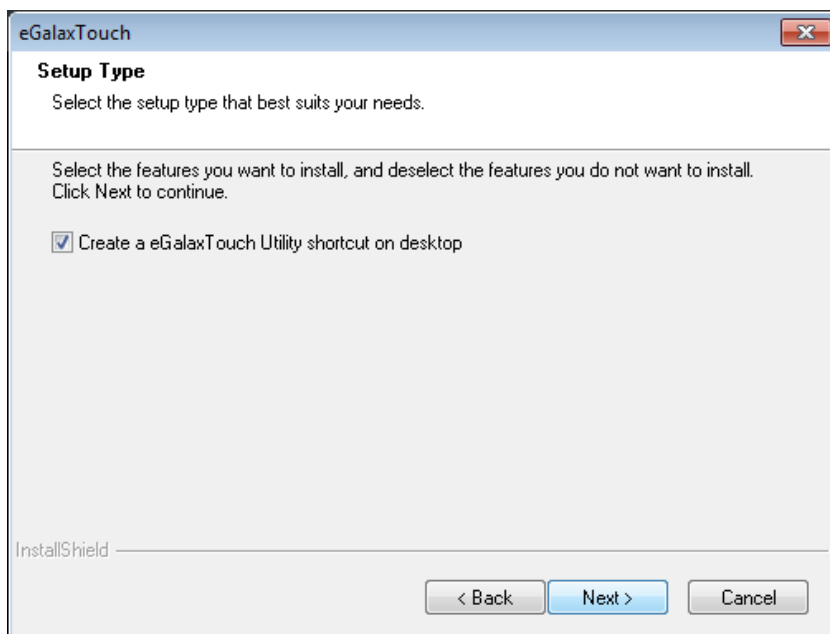 eGalaxTouch
Setup Type
Select the setup type that best suits your needs.
Select the features you want to install, and deselect the features you do not want to install.
Click Next to continue.
Create a eGalaxTouch Utility shortcut on desktop
InstallShield
< Back
Next >
Cancel